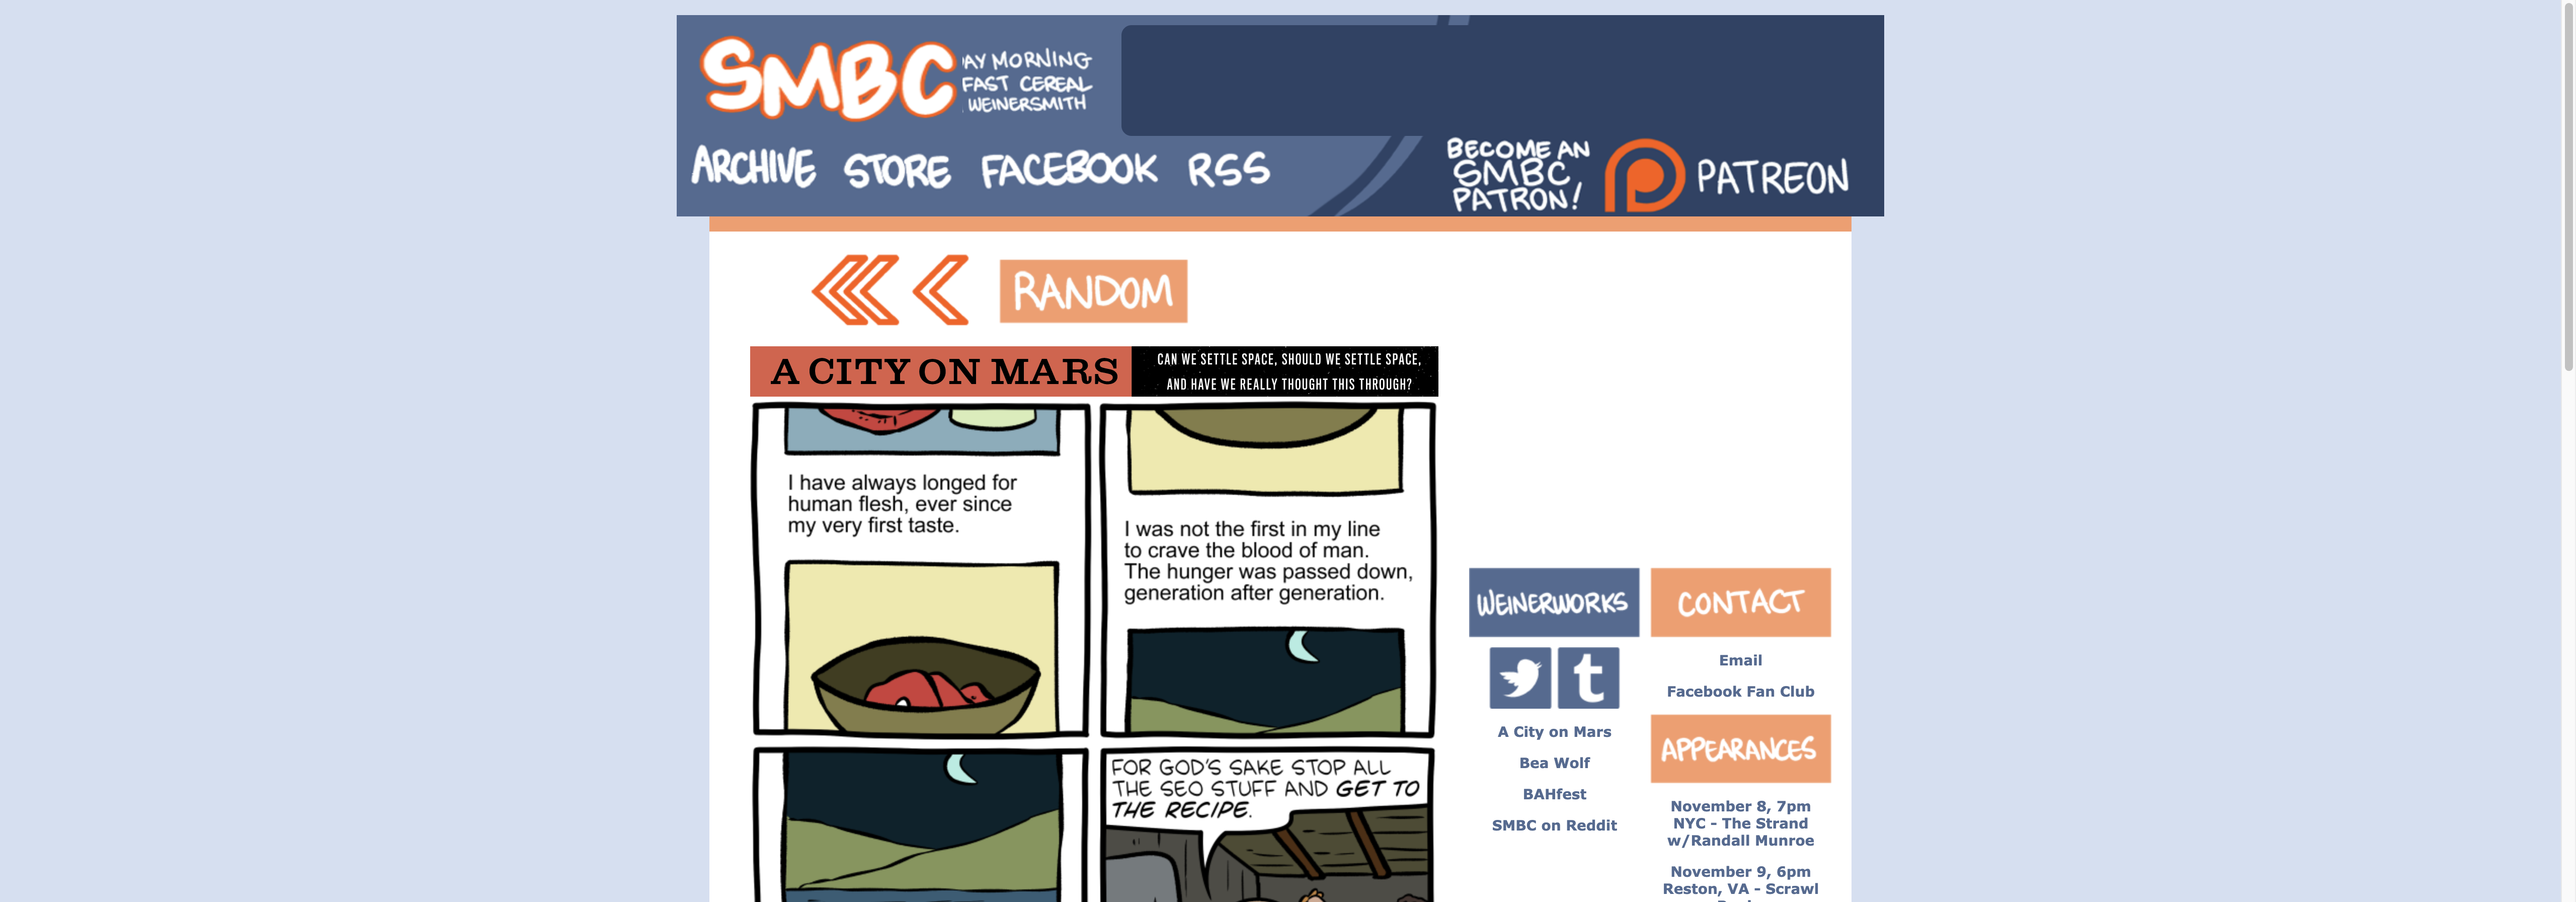 SMBC
AY MORNING
FAST CEREAL
WEINERSMITH
ARCHIVE STORE FACEBOOK RSS
BECOME AN
SMBC
PATRON!
PATREON
RANDOM
A CITY ON MARS
CAN WE SETTLE SPACE, SHOULD WE SETTLE SPACE,
AND HAVE WE REALLY THOUGHT THIS THROUGH?
I have always longed for
human flesh, ever since
my very first taste.
I was not the first in my line
to crave the blood of man.
The hunger was passed down,
generation after generation.
FOR GOD'S SAKE STOP ALL
THE SEO STUFF AND GET TO
THE RECIPE.
WEINERWORKS
A City on Mars
Bea Wolf
BAHfest
SMBC on Reddit
CONTACT
Email
Facebook Fan Club
APPEARANCES
November 8, 7pm
NYC - The Strand
w/Randall Munroe
November 9, 6pm
Reston, VA - Scrawl